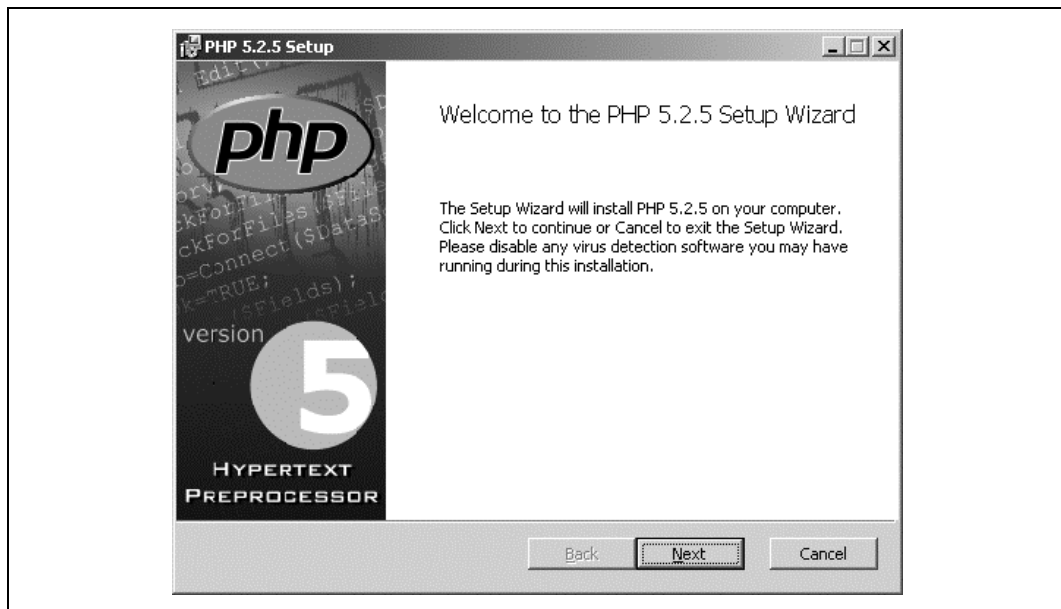 PHP 5.2.5 Setup
php
version
5
HYPERTEXT
PREPROCESSOR
Welcome to the PHP 5.2.5 Setup Wizard
The Setup Wizard will install PHP 5.2.5 on your computer.
Click Next to continue or Cancel to exit the Setup Wizard.
Please disable any virus detection software you may have
running during this installation.
Back
Next
Cancel